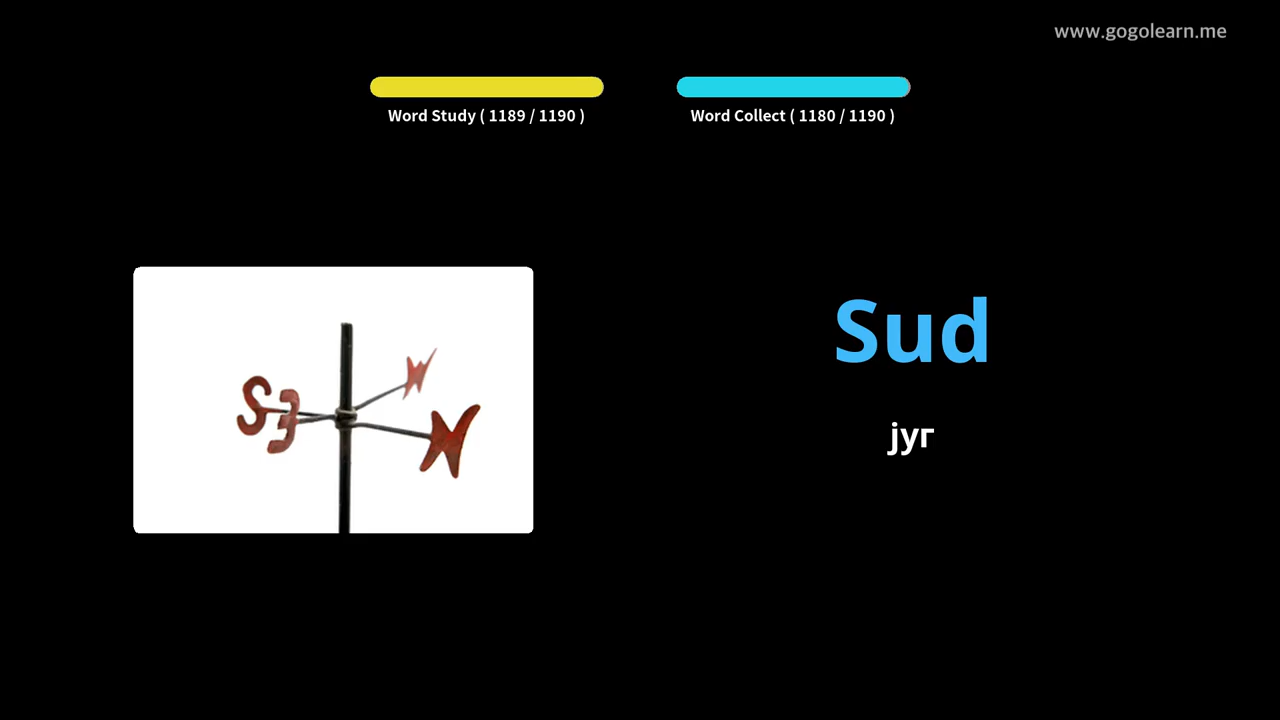 www.gogolearn.me
Word Study ( 1189 / 1190 )
Word Collect ( 1180 / 1190 )
S E W N
Sud
југ